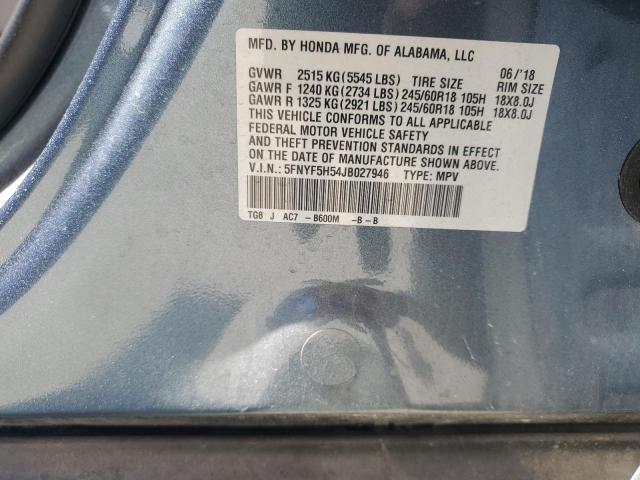 MFD. BY HONDA MFG. OF ALABAMA, LLC
06/'18
GVWR 2515 KG (5545 LBS) TIRE SIZE RIM SIZE
GAWR F 1240 KG (2734 LBS) 245/60R18 105H 18X8.0J
GAWR R 1325 KG (2921 LBS) 245/60R18 105H 18X8.0J
THIS VEHICLE CONFORMS TO ALL APPLICABLE
FEDERAL MOTOR VEHICLE SAFETY
AND THEFT PREVENTION STANDARDS IN EFFECT
ON THE DATE OF MANUFACTURE SHOWN ABOVE.
V.I.N.: 5FNYF5H54JB027946 TYPE: MPV
TG8 J AC7 -B600M -B-B